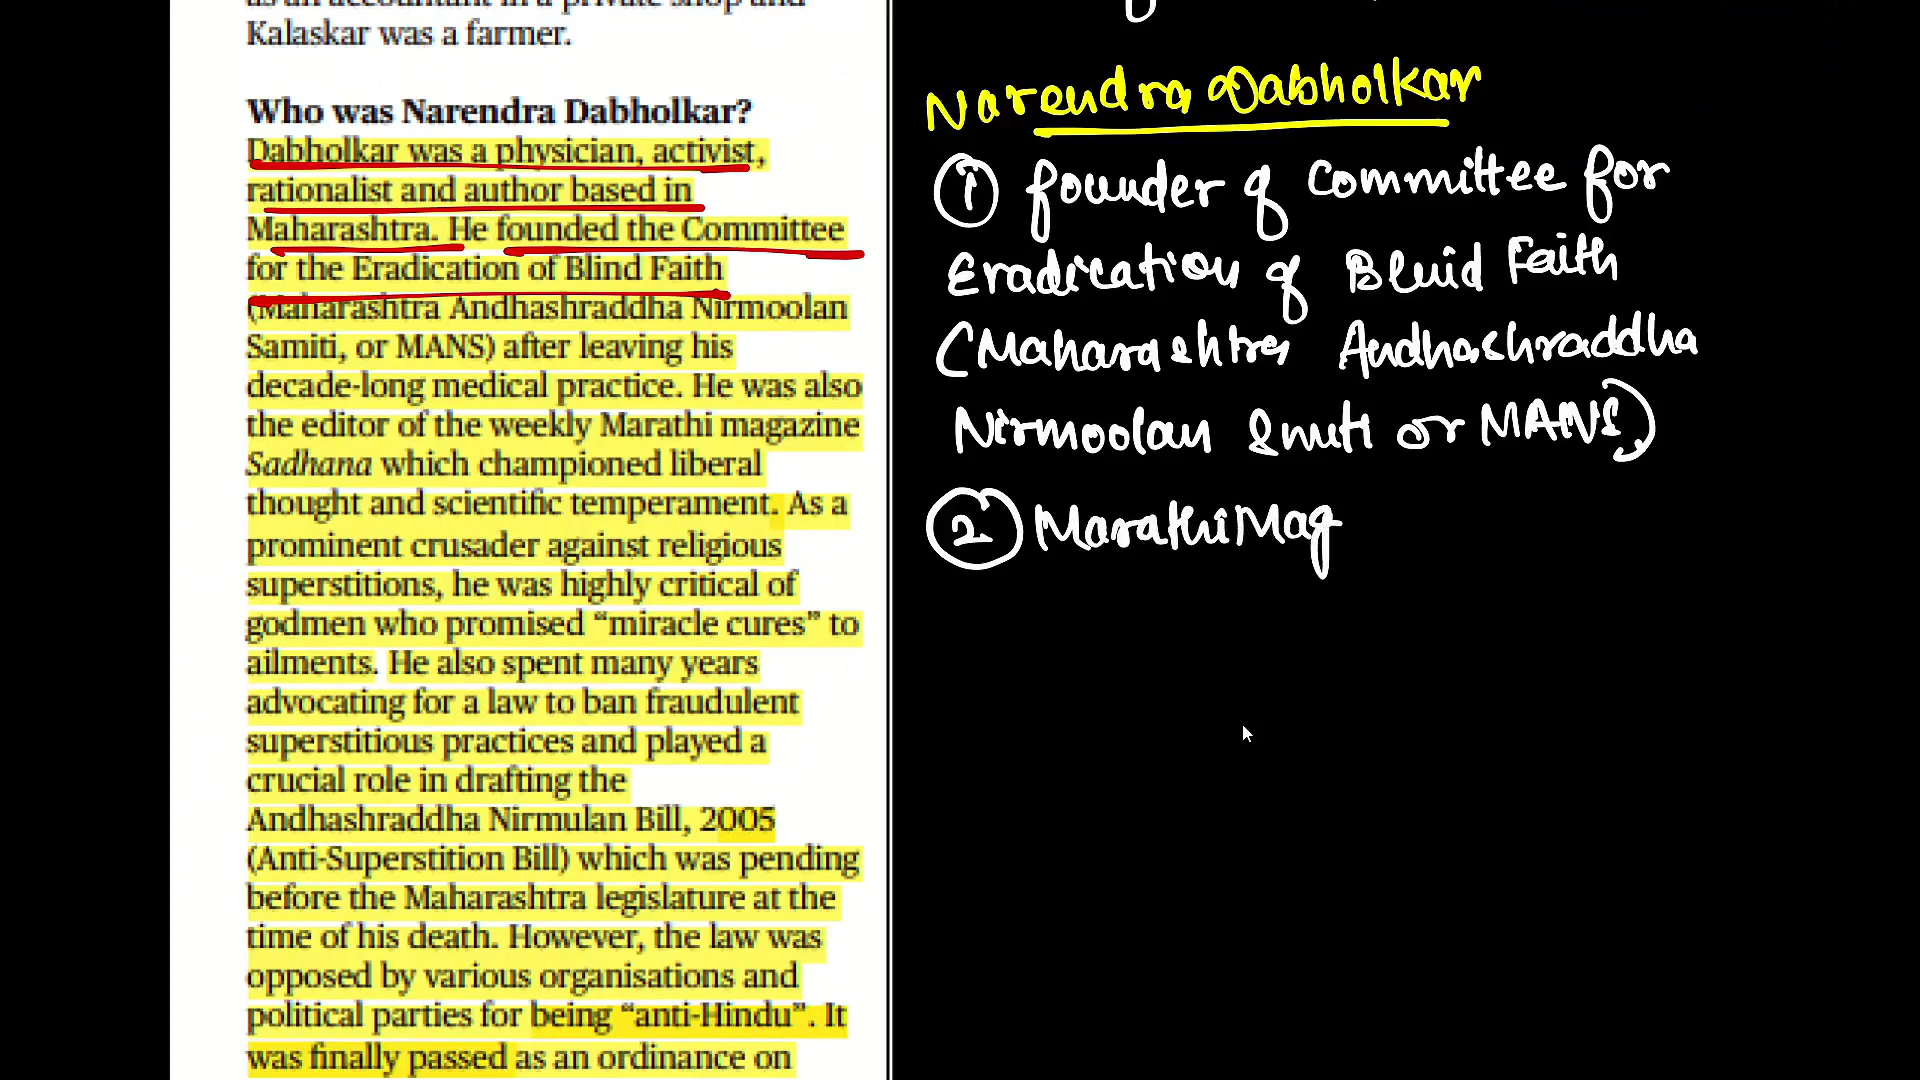 as an accountant in a private shop and
Kalaskar was a farmer.
Who was Narendra Dabholkar?
Dabholkar was a physician, activist,
rationalist and author based in
Maharashtra. He founded the Committee
for the Eradication of Blind Faith
(Maharashtra Andhashraddha Nirmoolan
Samiti, or MANS) after leaving his
decade-long medical practice. He was also
the editor of the weekly Marathi magazine
Sadhana which championed liberal
thought and scientific temperament. As a
prominent crusader against religious
superstitions, he was highly critical of
godmen who promised “miracle cures” to
ailments. He also spent many years
advocating for a law to ban fraudulent
superstitious practices and played a
crucial role in drafting the
Andhashraddha Nirmulan Bill, 2005
(Anti-Superstition Bill) which was pending
before the Maharashtra legislature at the
time of his death. However, the law was
opposed by various organisations and
political parties for being “anti-Hindu”. It
was finally passed as an ordinance on
Narendra Dabholkar
① founder of Committee for
Eradication of Blind Faith
(Maharashtra Andhashraddha
Nirmoolan or MANS)
② Marathi Mag